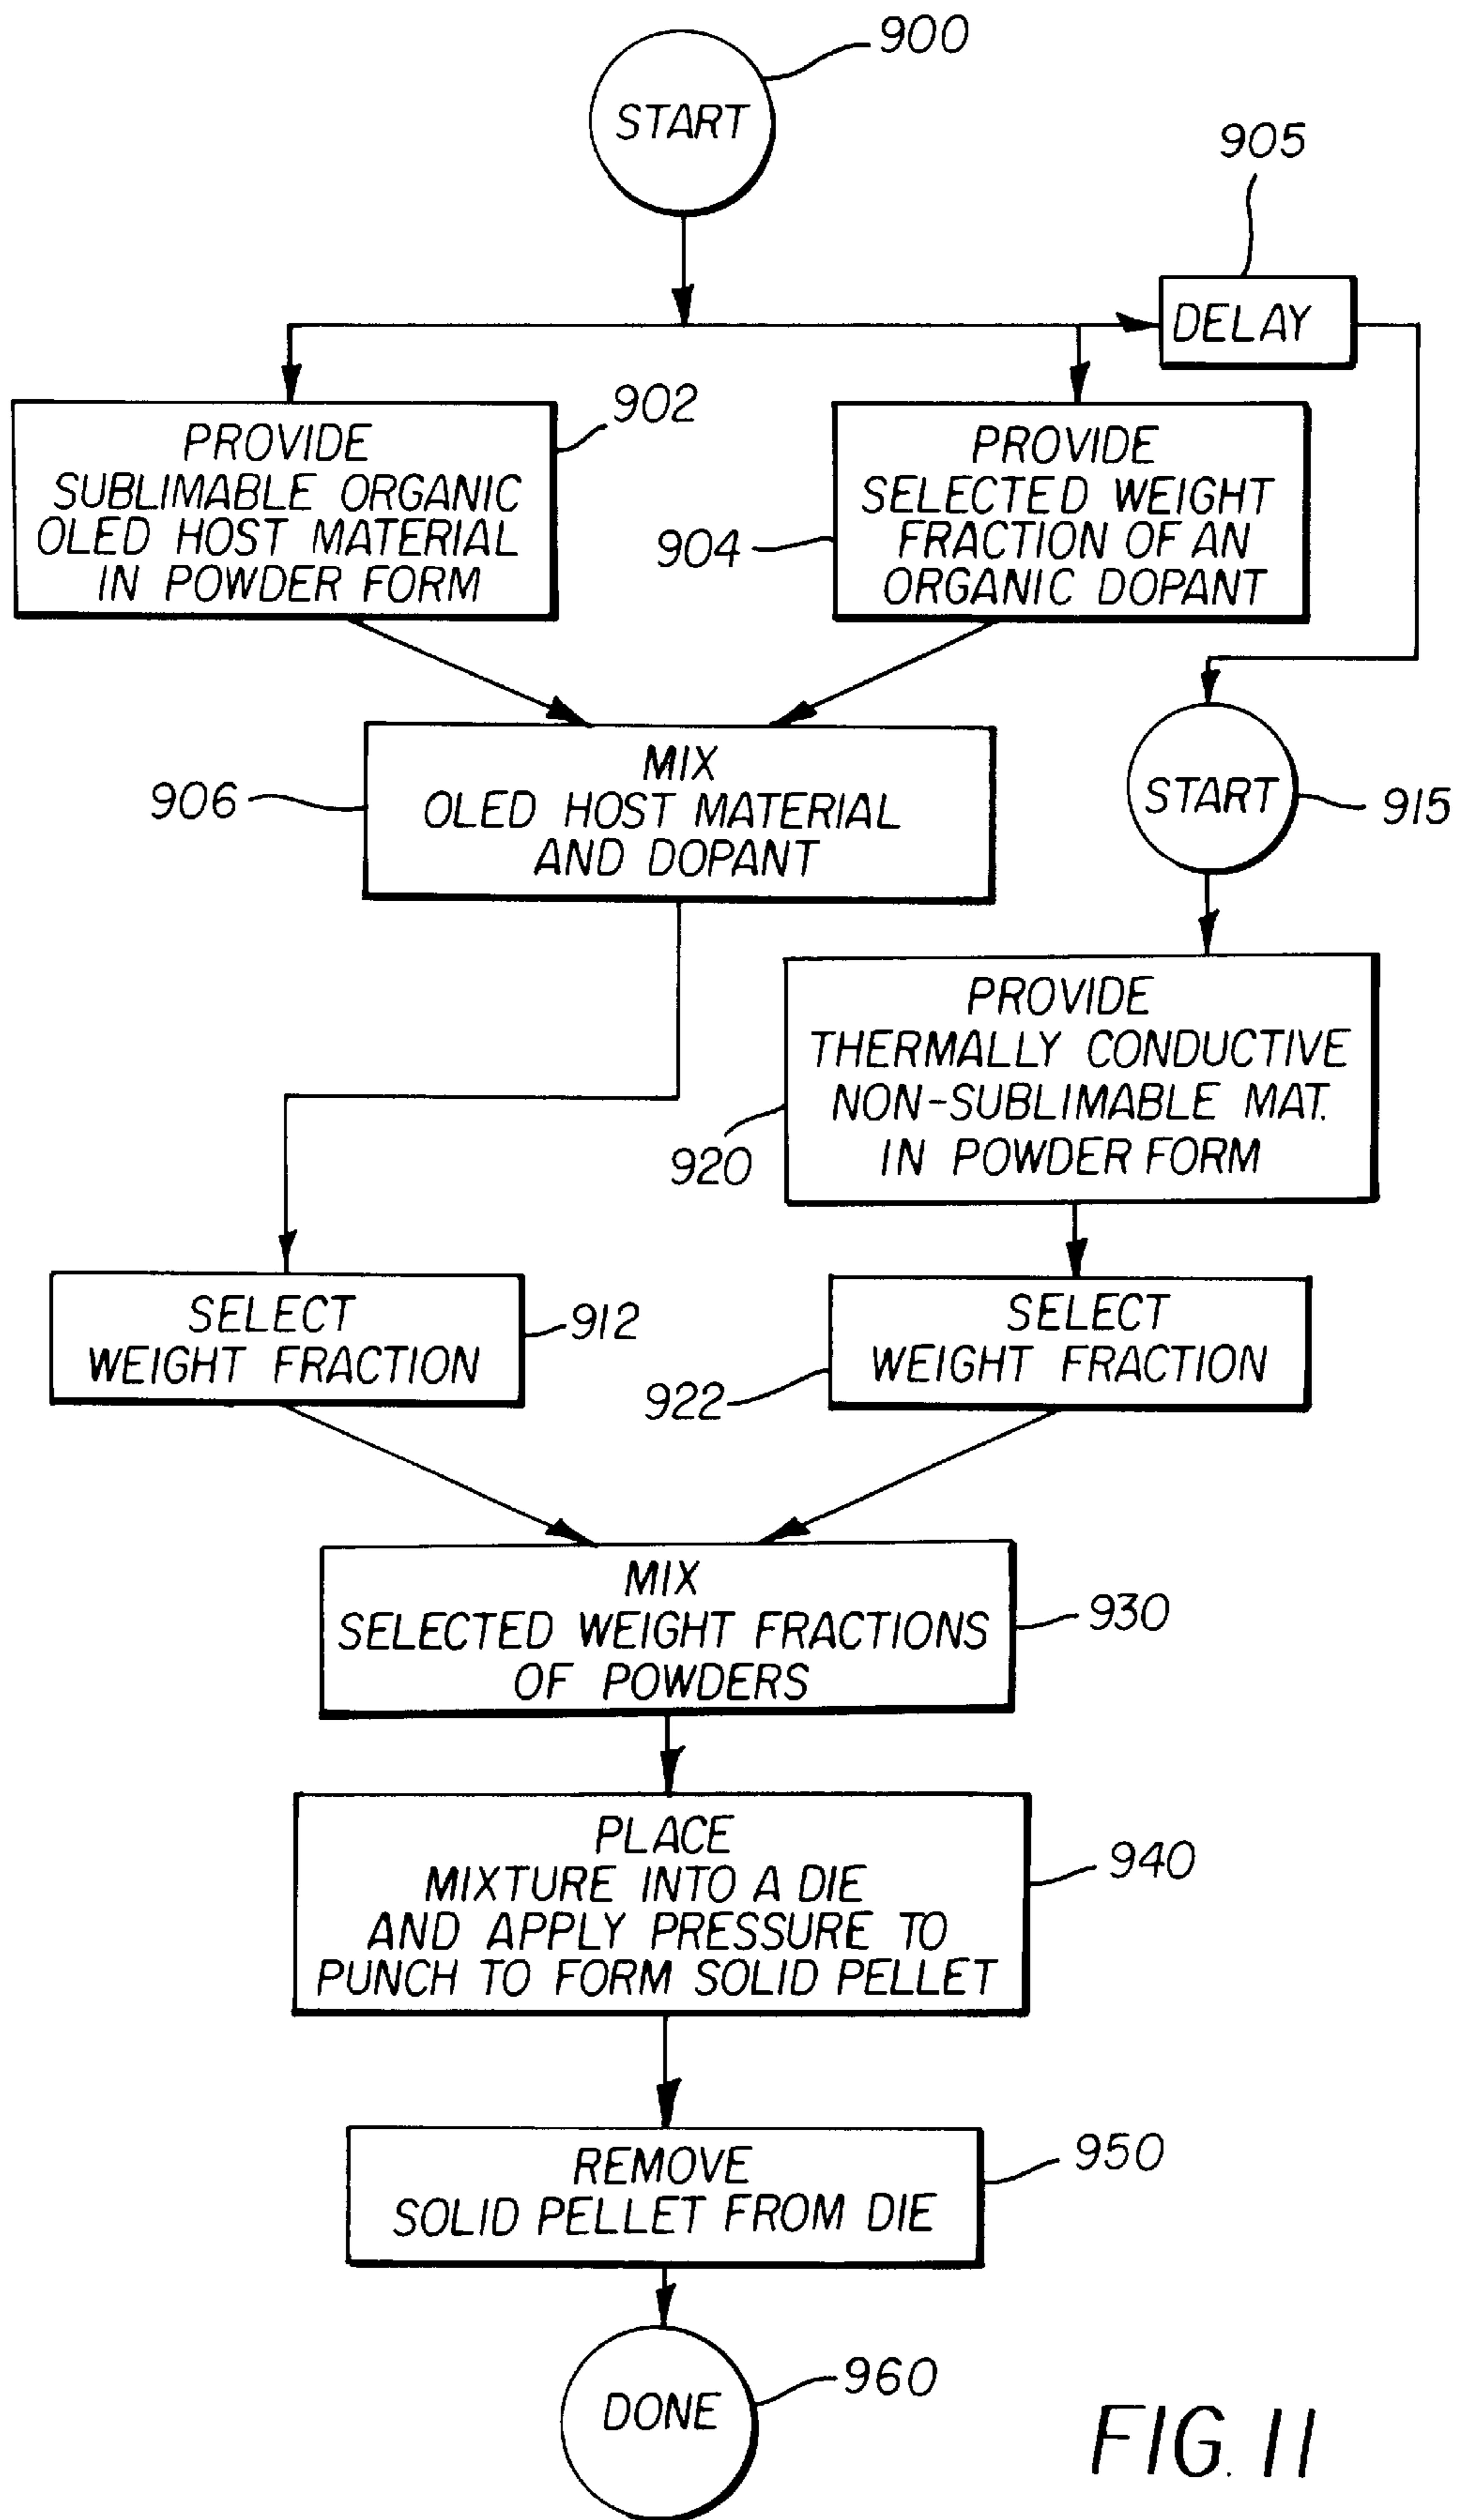 900
START
905
DELAY
902
PROVIDE
SUBLIMABLE ORGANIC
OLED HOST MATERIAL
IN POWDER FORM
904
PROVIDE
SELECTED WEIGHT
FRACTION OF AN
ORGANIC DOPANT
906
MIX
OLED HOST MATERIAL
AND DOPANT
START
915
PROVIDE
THERMALLY CONDUCTIVE
NON-SUBLIMABLE MAT.
IN POWDER FORM
920
SELECT
WEIGHT FRACTION
912
SELECT
WEIGHT FRACTION
922
MIX
SELECTED WEIGHT FRACTIONS
OF POWDERS
930
PLACE
MIXTURE INTO A DIE
AND APPLY PRESSURE TO
PUNCH TO FORM SOLID PELLET
940
REMOVE
SOLID PELLET FROM DIE
950
DONE
960
FIG. 11